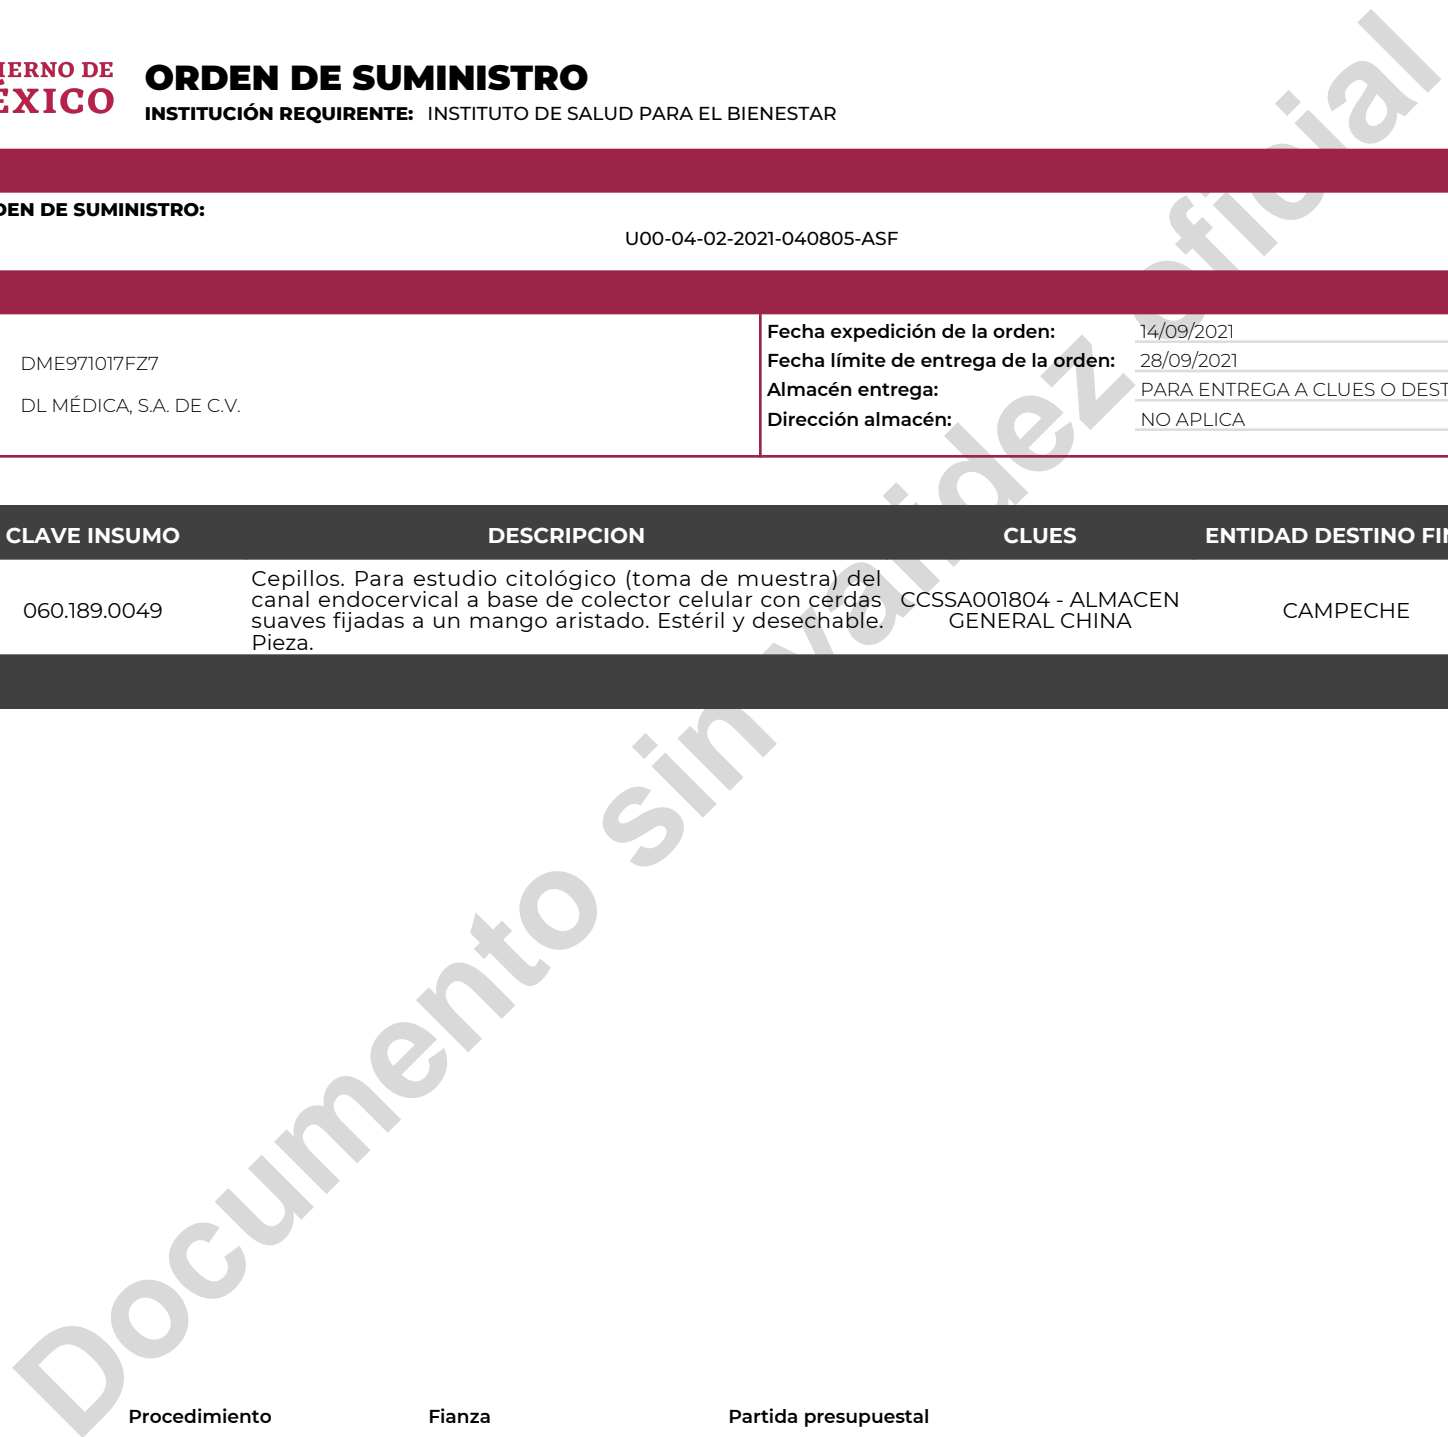 IERNO DE
ÉXICO
ORDEN DE SUMINISTRO
INSTITUCIÓN REQUIRENTE: INSTITUTO DE SALUD PARA EL BIENESTAR
DEN DE SUMINISTRO:
U00-04-02-2021-040805-ASF
DME971017FZ7
DL MÉDICA, S.A. DE C.V.
Fecha expedición de la orden: 14/09/2021
Fecha límite de entrega de la orden: 28/09/2021
Almacén entrega: PARA ENTREGA A CLUES O DEST
Dirección almacén: NO APLICA
CLAVE INSUMO DESCRIPCION CLUES ENTIDAD DESTINO FIN
060.189.0049
Cepillos. Para estudio citológico (toma de muestra) del
canal endocervical a base de colector celular con cerdas
suaves fijadas a un mango aristado. Estéril y desechable.
Pieza.
CCSSA001804 - ALMACEN
GENERAL CHINA
CAMPECHE
Documento sin validez oficial
Procedimiento Fianza Partida presupuestal